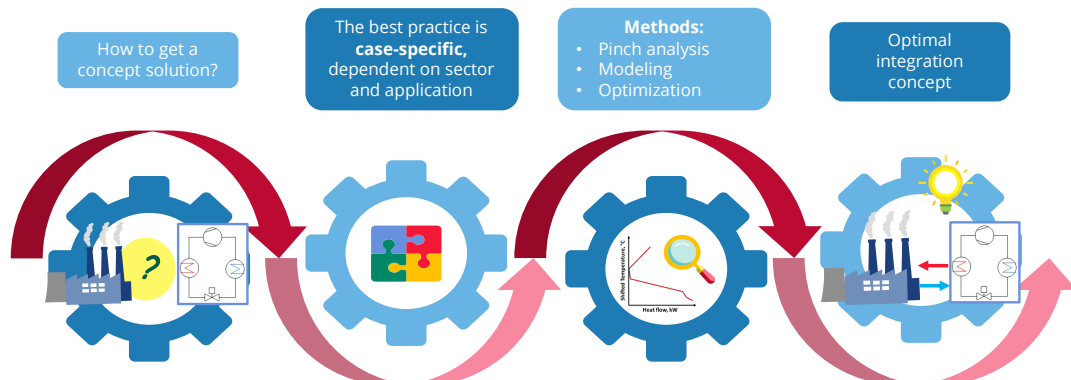 How to get a
concept solution?
The best practice is
case-specific,
dependent on sector
and application
Methods:
• Pinch analysis
• Modeling
• Optimization
Optimal
integration
concept
?
Shifted Temperature, °C
Heat flow, kW